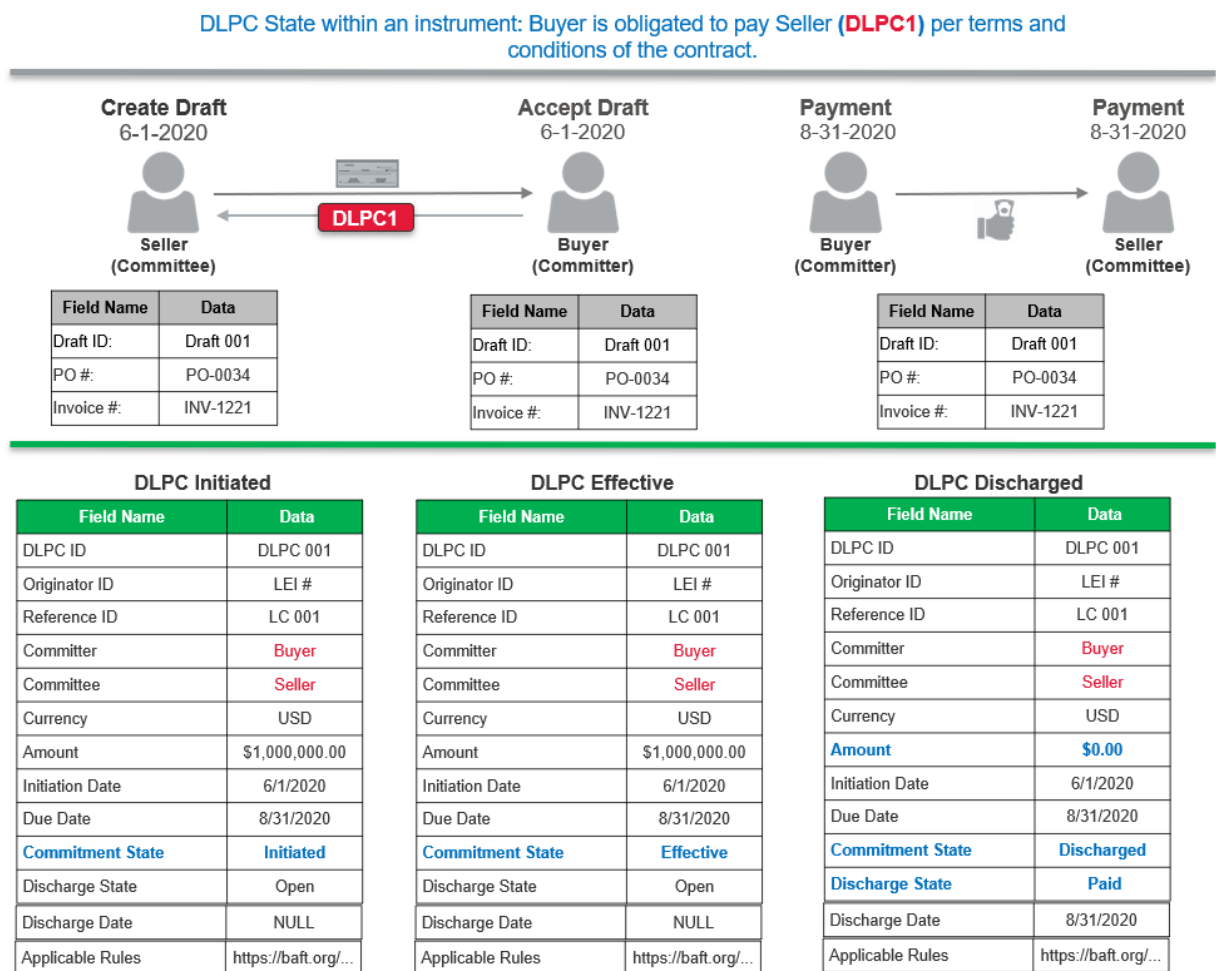 DLPC State within an instrument: Buyer is obligated to pay Seller (DLPC1) per terms and
conditions of the contract.
Create Draft
6-1-2020
Accept Draft
6-1-2020
Payment
8-31-2020
Payment
8-31-2020
DLPC1
Seller
(Committee)
Buyer
(Committer)
Buyer
(Committer)
Seller
(Committee)
Field Name Data
Draft ID: Draft 001
PO #: PO-0034
Invoice #: INV-1221
Field Name Data
Draft ID: Draft 001
PO #: PO-0034
Invoice #: INV-1221
Field Name Data
Draft ID: Draft 001
PO #: PO-0034
Invoice #: INV-1221
DLPC Initiated
Field Name Data
DLPC ID DLPC 001
Originator ID LEI #
Reference ID LC 001
Committer Buyer
Committee Seller
Currency USD
Amount $1,000,000.00
Initiation Date 6/1/2020
Due Date 8/31/2020
Commitment State Initiated
Discharge State Open
Discharge Date NULL
Applicable Rules https://baft.org/...
DLPC Effective
Field Name Data
DLPC ID DLPC 001
Originator ID LEI #
Reference ID LC 001
Committer Buyer
Committee Seller
Currency USD
Amount $1,000,000.00
Initiation Date 6/1/2020
Due Date 8/31/2020
Commitment State Effective
Discharge State Open
Discharge Date NULL
Applicable Rules https://baft.org/...
DLPC Discharged
Field Name Data
DLPC ID DLPC 001
Originator ID LEI #
Reference ID LC 001
Committer Buyer
Committee Seller
Currency USD
Amount $0.00
Initiation Date 6/1/2020
Due Date 8/31/2020
Commitment State Discharged
Discharge State Paid
Discharge Date 8/31/2020
Applicable Rules https://baft.org/...